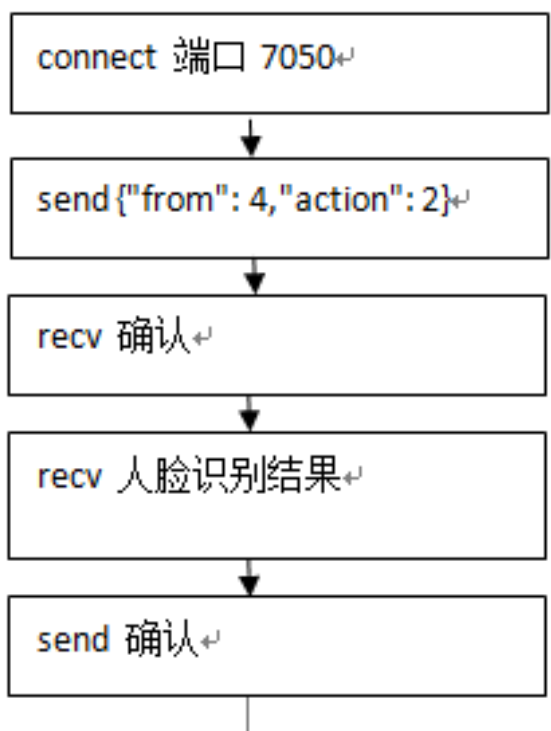 connect 端口 7050
send{"from": 4,"action": 2}
recv 确认
recv 人脸识别结果
send 确认